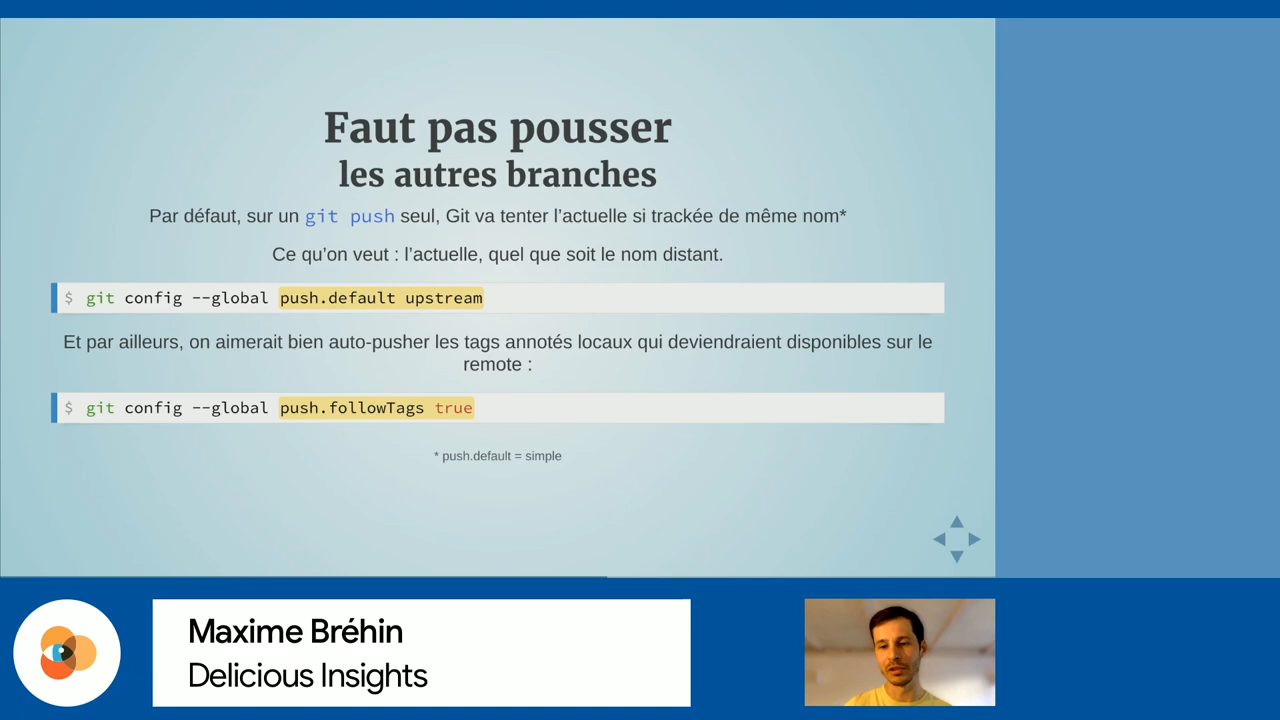 Faut pas pousser
les autres branches
Par défaut, sur un git push seul, Git va tenter l’actuelle si trackée de même nom*
Ce qu’on veut : l’actuelle, quel que soit le nom distant.
$ git config --global push.default upstream
Et par ailleurs, on aimerait bien auto-pusher les tags annotés locaux qui deviendraient disponibles sur le
remote :
$ git config --global push.followTags true
* push.default = simple
Maxime Bréhin
Delicious Insights